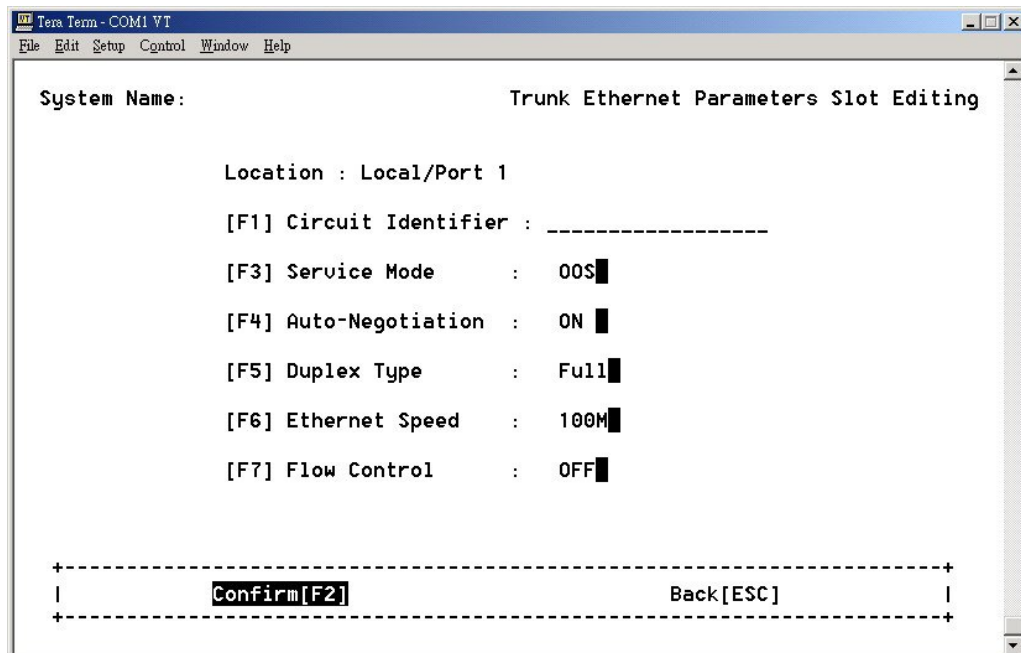 Tera Term - COM1 VT
File Edit Setup Control Window Help
System Name: Trunk Ethernet Parameters Slot Editing
Location : Local/Port 1
[F1] Circuit Identifier : __________________
[F3] Service Mode : OOS
[F4] Auto-Negotiation : ON
[F5] Duplex Type : Full
[F6] Ethernet Speed : 100M
[F7] Flow Control : OFF
Confirm[F2] Back[ESC]